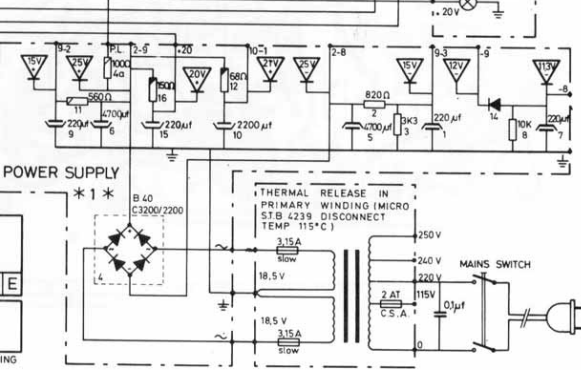 +20V
9-2
P.L.
2-9
+20
10-1
2-8
9-3
-9
15V
25V
100Ω
4a
150Ω
16
20V
68Ω
12
21V
25V
15V
12V
11,3V
-8
560Ω
11
820Ω
2
14
220µf
9
4700µf
6
220µf
15
2200µf
10
4700µf
5
3K3
3
220µf
1
10K
8
220µf
7
POWER SUPPLY
*1*
B 40
C3200/2200
4
THERMAL RELEASE IN
PRIMARY WINDING (MICRO
S.T.B 4239 DISCONNECT
TEMP 115°C)
~
3,15A
slow
18,5V
18,5V
~
3,15A
slow
250V
240V
220V
115V
2 AT
C.S.A.
0
0,1µf
MAINS SWITCH
E
ING